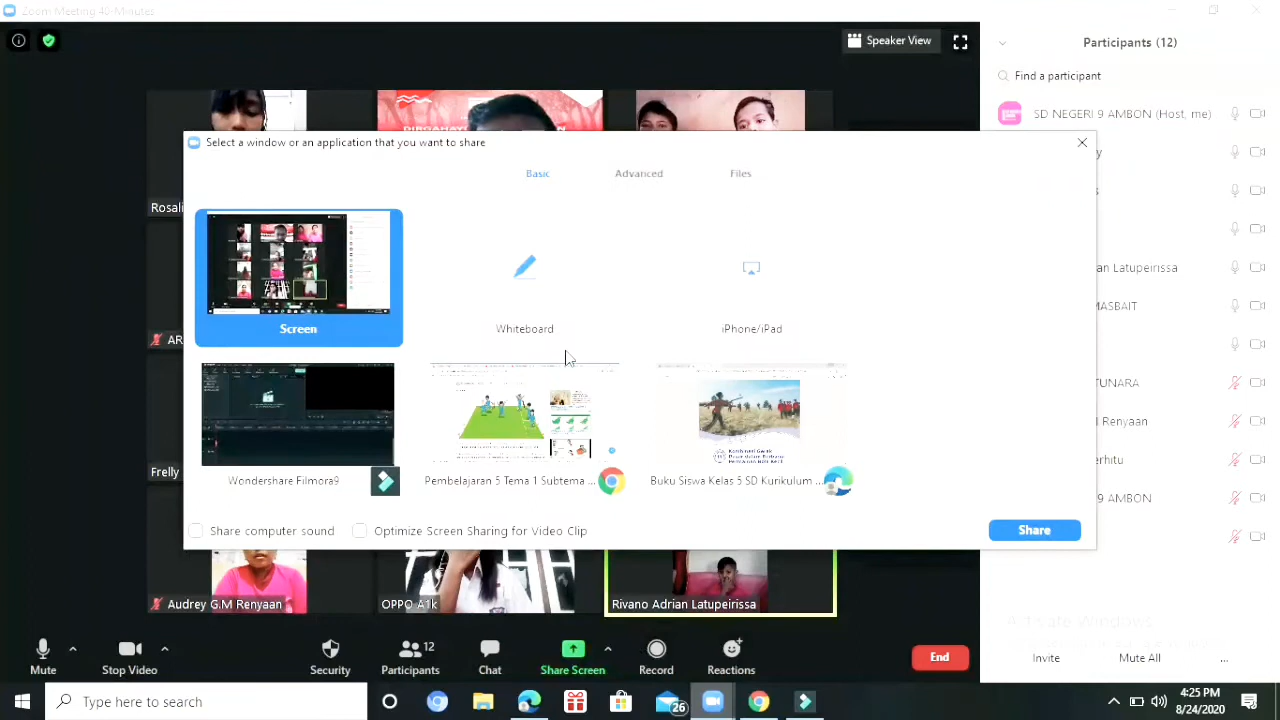 Zoom Meeting 40-Minutes
Speaker View
Participants (12)
Find a participant
SD NEGERI 9 AMBON (Host, me)
Select a window or an application that you want to share
Basic
Advanced
Files
Rosali
Screen
Whiteboard
iPhone/iPad
an Latupeirissa
MASBAIT
AR
TUNARA
Renyaan
erhitu
9 AMBON
Frelly
Wondershare Filmora9
Pembelajaran 5 Tema 1 Subtema ...
Buku Siswa Kelas 5 SD Kurikulum ...
Share computer sound
Optimize Screen Sharing for Video Clip
Share
Audrey G.M Renyaan
OPPO A1k
Rivano Adrian Latupeirissa
Activate Windows
Mute
Stop Video
Security
12
Participants
Chat
Share Screen
Record
Reactions
End
Invite
Mute All
...
Type here to search
26
4:25 PM
8/24/2020